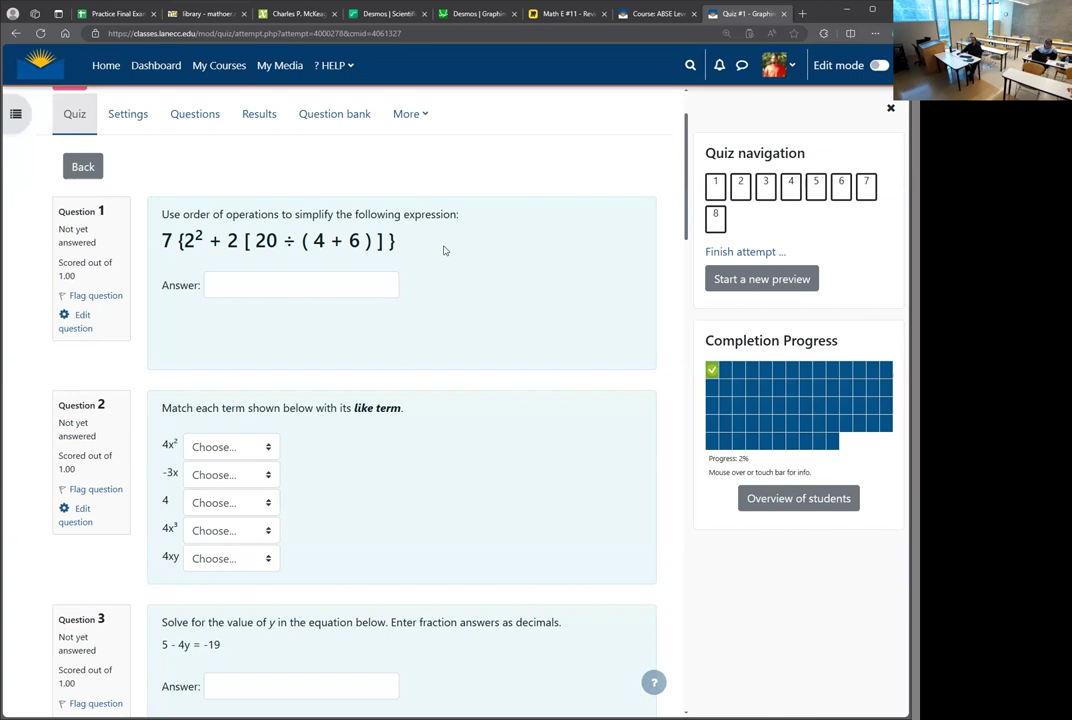 Practice Final Exam
library - mathoer.n
Charles P. McKeag
Desmos | Scientifi
Desmos | Graphin
Math E #11 - Revi
Course: ABSE Leve
Quiz #1 - Graphin
https://classes.lanecc.edu/mod/quiz/attempt.php?attempt=4000278&cmid=4061327
Home Dashboard My Courses My Media ? HELP Edit mode
Quiz Settings Questions Results Question bank More
Back
Question 1
Not yet
answered
Scored out of
1.00
Flag question
Edit
question
Use order of operations to simplify the following expression:
7 {2² + 2 [ 20 ÷ ( 4 + 6 ) ] }
Answer:
Question 2
Not yet
answered
Scored out of
1.00
Flag question
Edit
question
Match each term shown below with its like term.
4x² Choose...
-3x Choose...
4 Choose...
4x³ Choose...
4xy Choose...
Question 3
Not yet
answered
Scored out of
1.00
Flag question
Solve for the value of y in the equation below. Enter fraction answers as decimals.
5 - 4y = -19
Answer:
?
Quiz navigation
1 2 3 4 5 6 7
8
Finish attempt ...
Start a new preview
Completion Progress
Progress: 2%
Mouse over or touch bar for info.
Overview of students